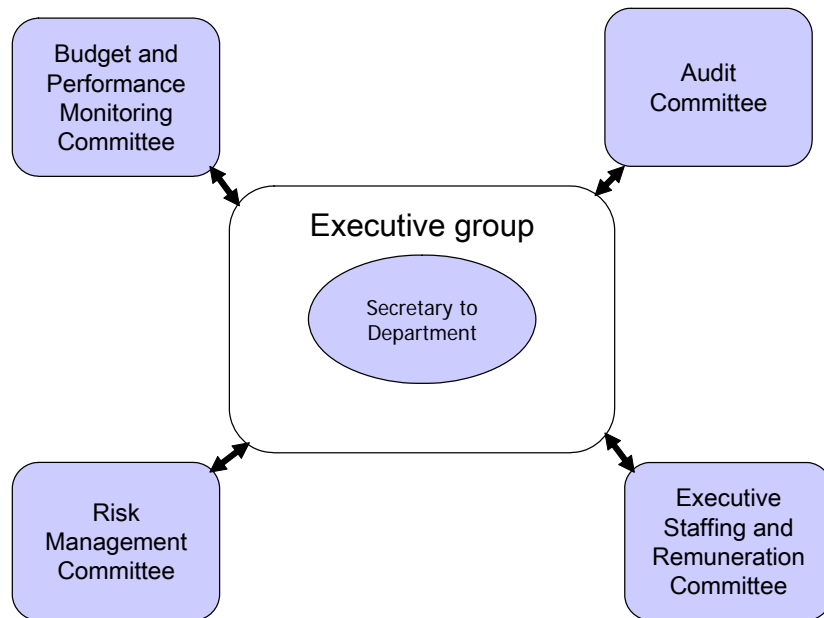 Budget and
Performance
Monitoring
Committee
Audit
Committee
Executive group
Secretary to
Department
Risk
Management
Committee
Executive
Staffing and
Remuneration
Committee